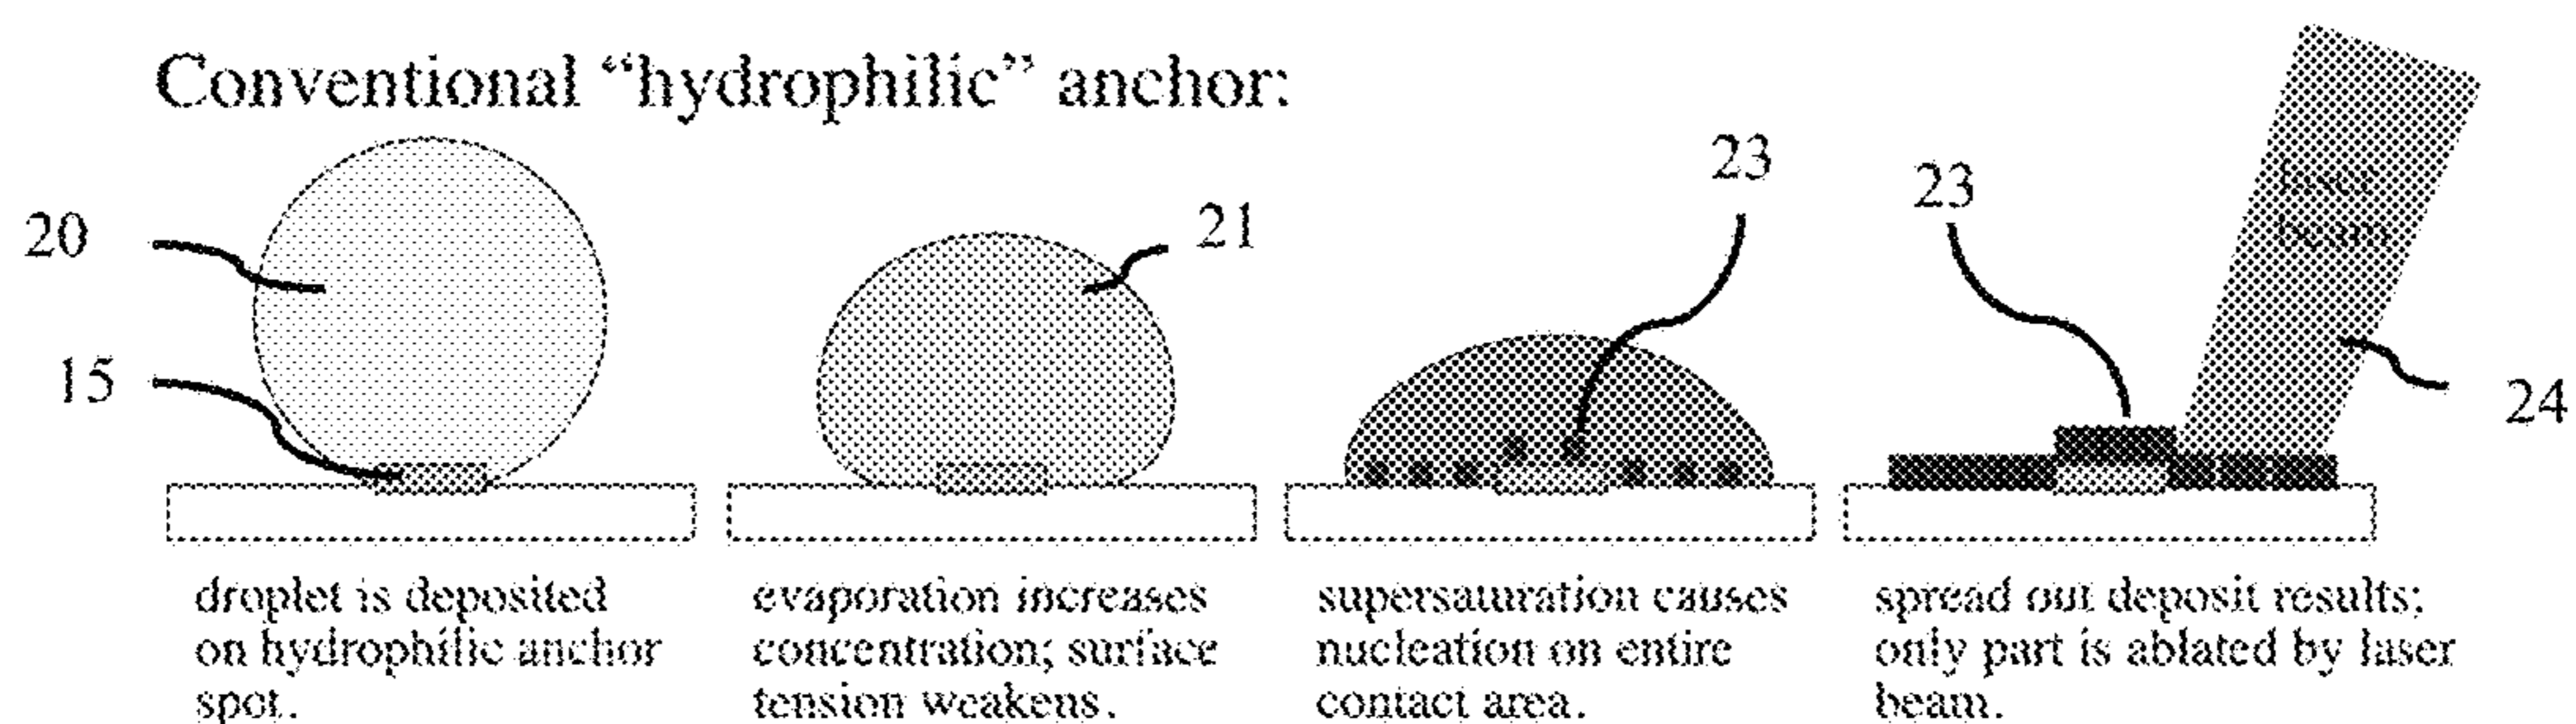 Conventional “hydrophilic” anchor:
20
15
21
23
23
laser
beam
24
droplet is deposited
on hydrophilic anchor
spot.
evaporation increases
concentration; surface
tension weakens.
supersaturation causes
nucleation on entire
contact area.
spread out deposit results;
only part is ablated by laser
beam.